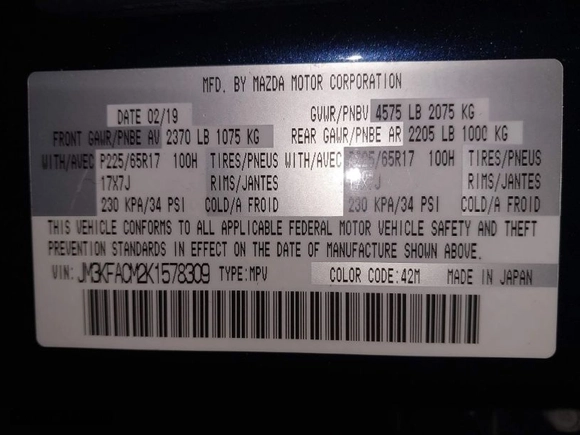 MFD. BY MAZDA MOTOR CORPORATION
DATE 02/19 GVWR/PNBV 4575 LB 2075 KG
FRONT GAWR/PNBE AV 2370 LB 1075 KG REAR GAWR/PNBE AR 2205 LB 1000 KG
WITH/AVEC P225/65R17 100H TIRES/PNEUS WITH/AVEC P225/65R17 100H TIRES/PNEUS
17X7J RIMS/JANTES 17X7J RIMS/JANTES
230 KPA/34 PSI COLD/A FROID 230 KPA/34 PSI COLD/A FROID
THIS VEHICLE CONFORMS TO ALL APPLICABLE FEDERAL MOTOR VEHICLE SAFETY AND THEFT
PREVENTION STANDARDS IN EFFECT ON THE DATE OF MANUFACTURE SHOWN ABOVE.
VIN: JM3KFACM2K1578309 TYPE:MPV COLOR CODE:42M MADE IN JAPAN